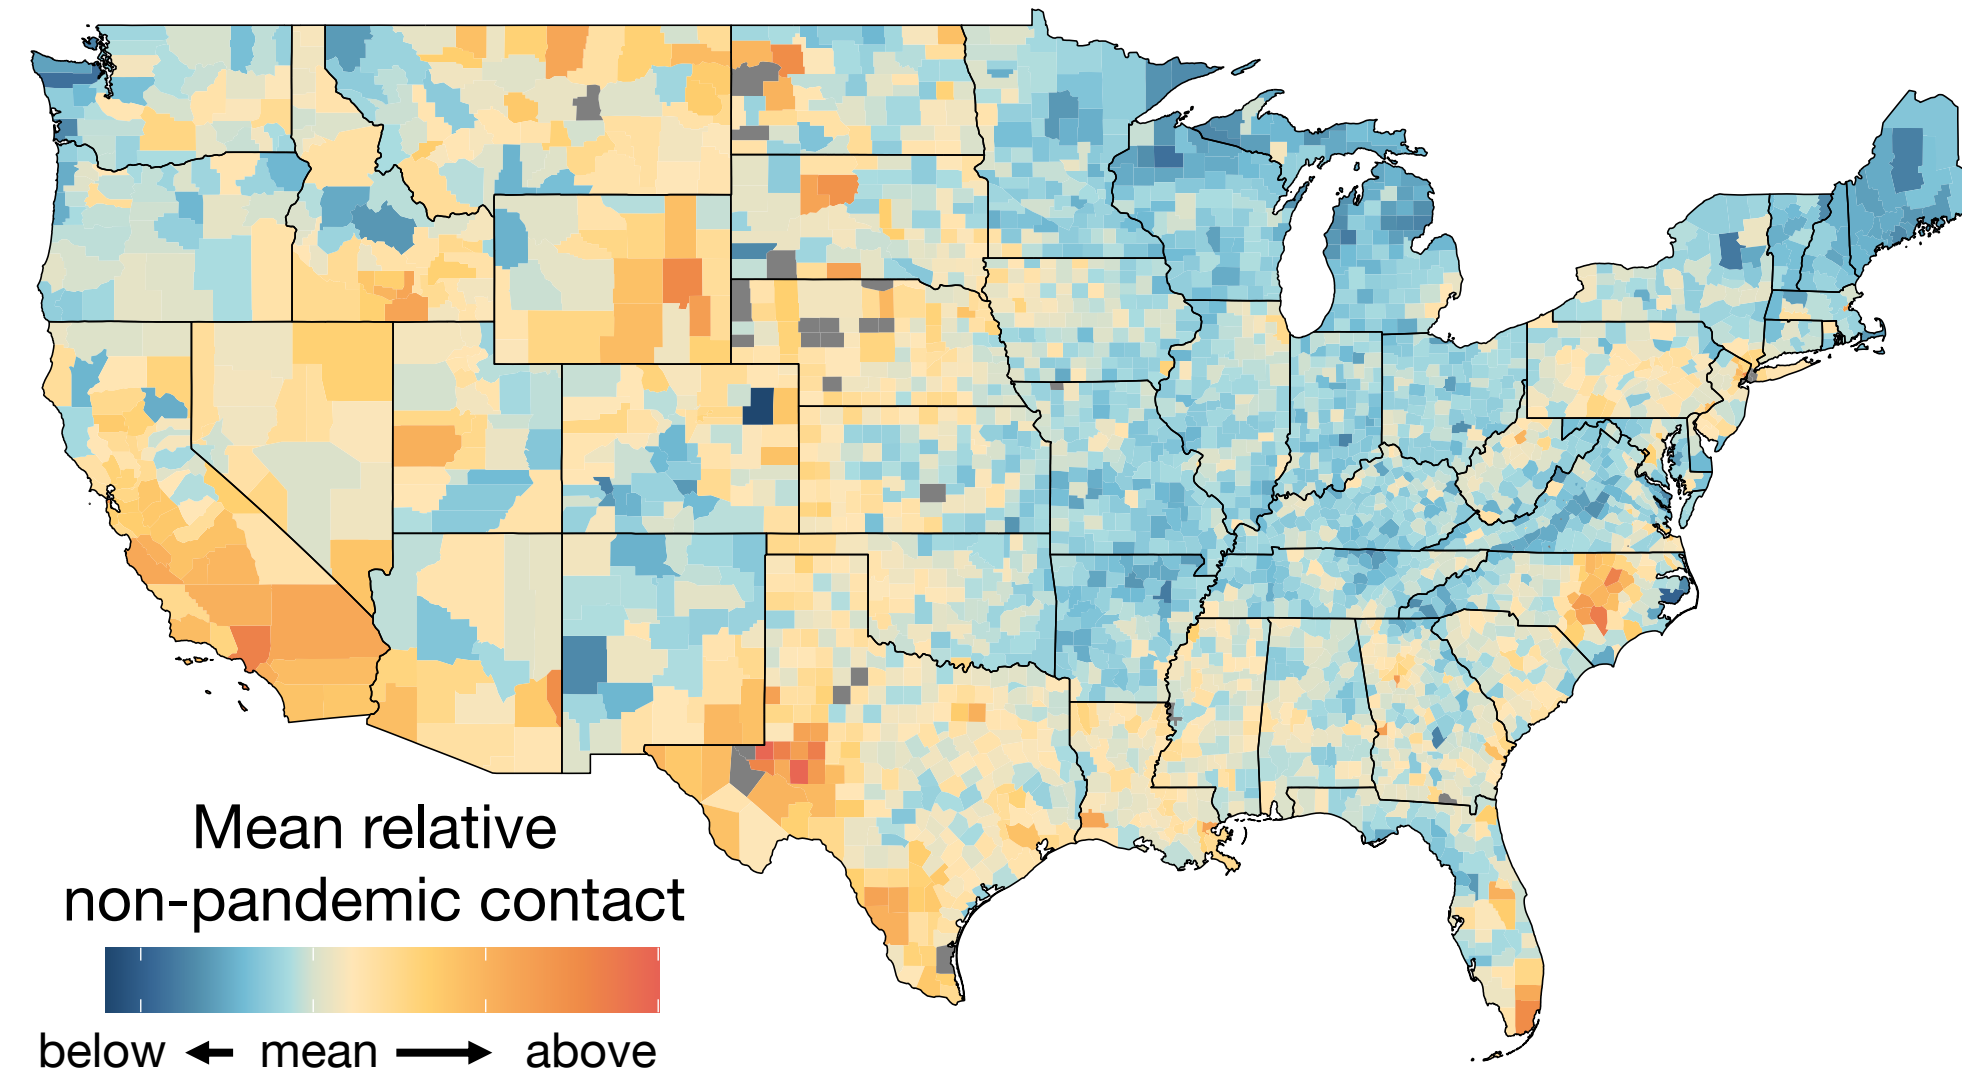 Mean relative
non-pandemic contact
below mean above